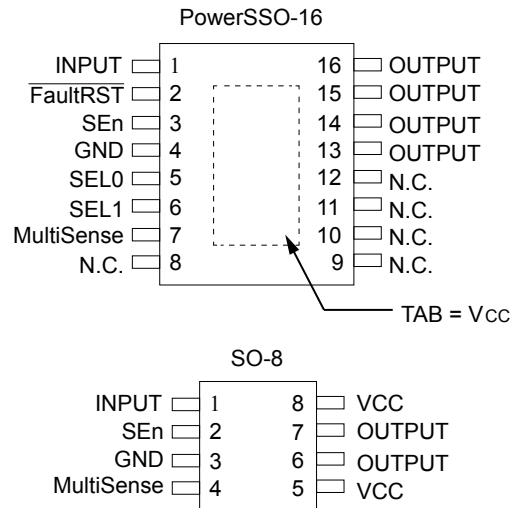 PowerSSO-16
INPUT 1 16 OUTPUT
FaultRST 2 15 OUTPUT
SEn 3 14 OUTPUT
GND 4 13 OUTPUT
SEL0 5 12 N.C.
SEL1 6 11 N.C.
MultiSense 7 10 N.C.
N.C. 8 9 N.C.
TAB = VCC
SO-8
INPUT 1 8 VCC
SEn 2 7 OUTPUT
GND 3 6 OUTPUT
MultiSense 4 5 VCC